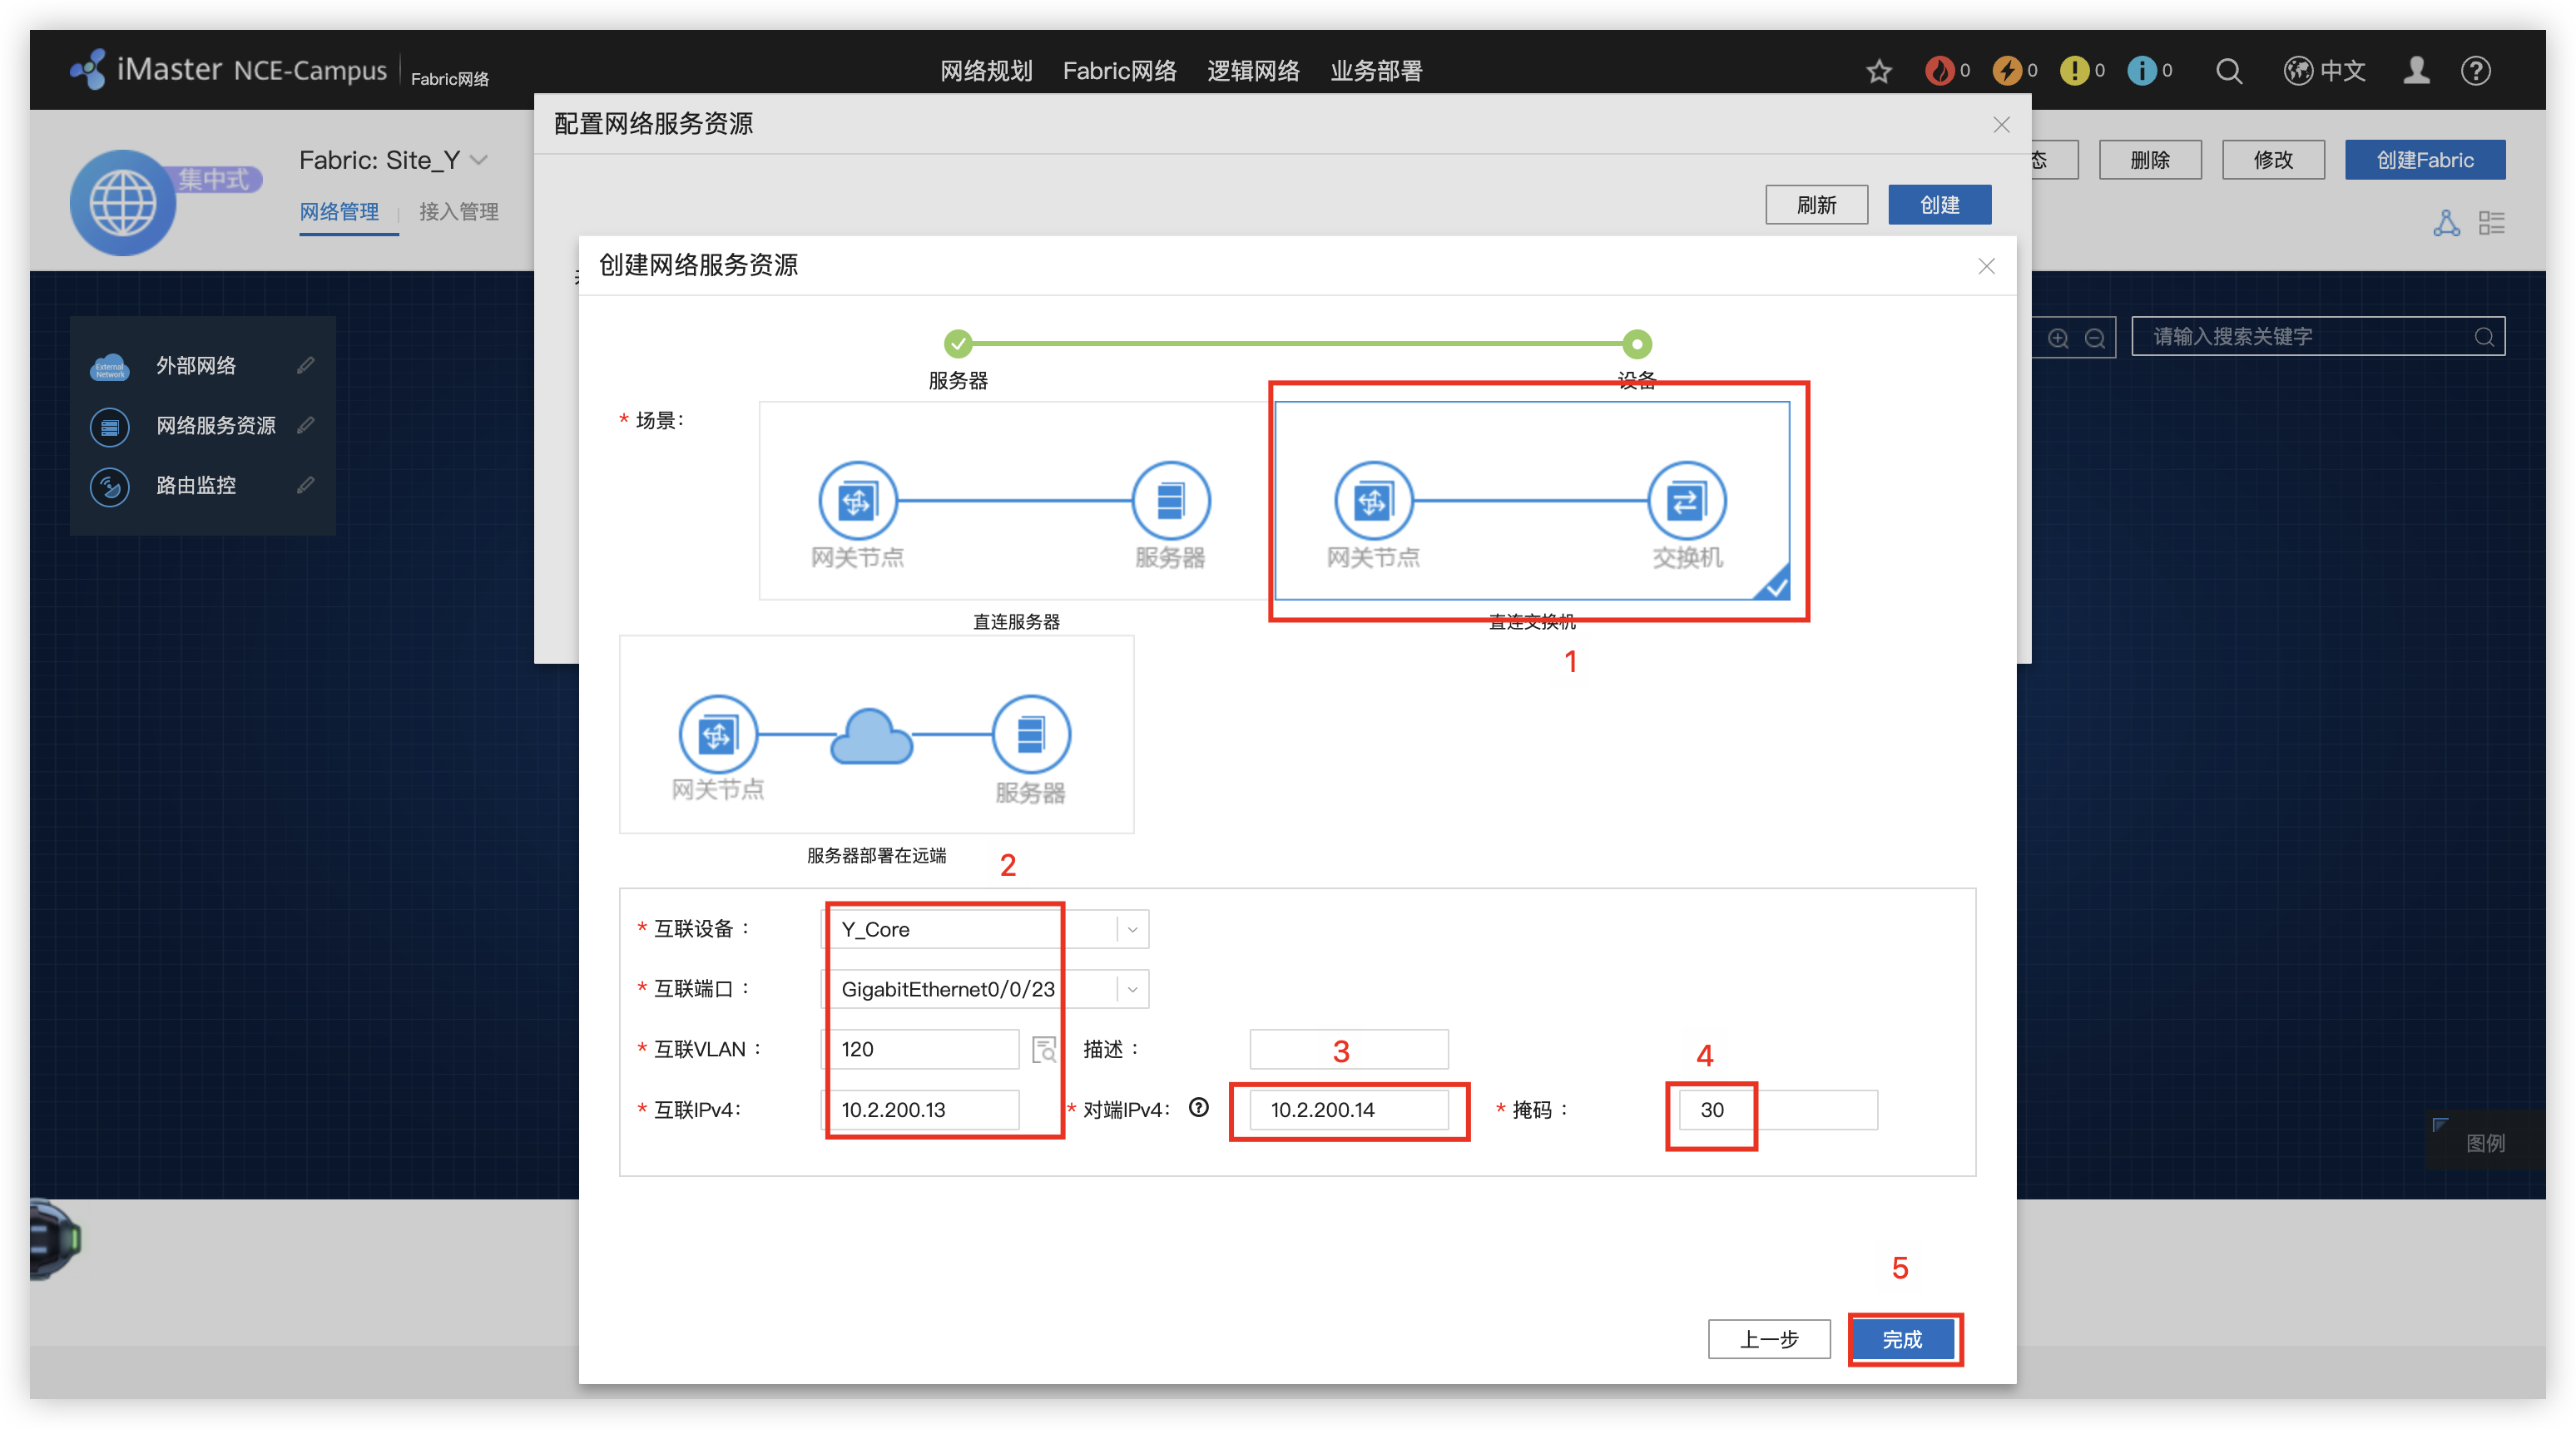 iMaster NCE-Campus Fabric网络 网络规划 Fabric网络 逻辑网络 业务部署 0 0 0 0 中文
配置网络服务资源
Fabric: Site_Y 集中式 态 删除 修改 创建Fabric
网络管理 接入管理
刷新 创建
创建网络服务资源
请输入搜索关键字
外部网络
External Network
网络服务资源
路由监控
服务器 设备
* 场景:
网关节点 服务器 网关节点 交换机
直连服务器 直连交换机
1
网关节点 服务器
服务器部署在远端
2
* 互联设备： Y_Core
* 互联端口： GigabitEthernet0/0/23
* 互联VLAN： 120 描述： 3 4
* 互联IPv4: 10.2.200.13 * 对端IPv4: 10.2.200.14 * 掩码： 30
图例
5
上一步 完成